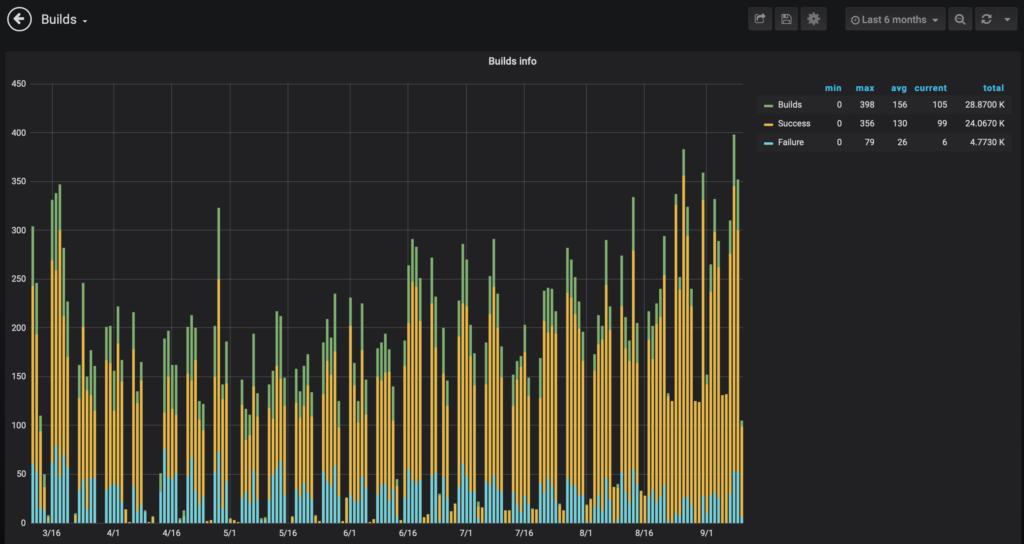 Builds
Last 6 months
Builds info
min max avg current total
Builds 0 398 156 105 28.8700 K
Success 0 356 130 99 24.0670 K
Failure 0 79 26 6 4.7730 K
450
400
350
300
250
200
150
100
50
0
3/16 4/1 4/16 5/1 5/16 6/1 6/16 7/1 7/16 8/1 8/16 9/1